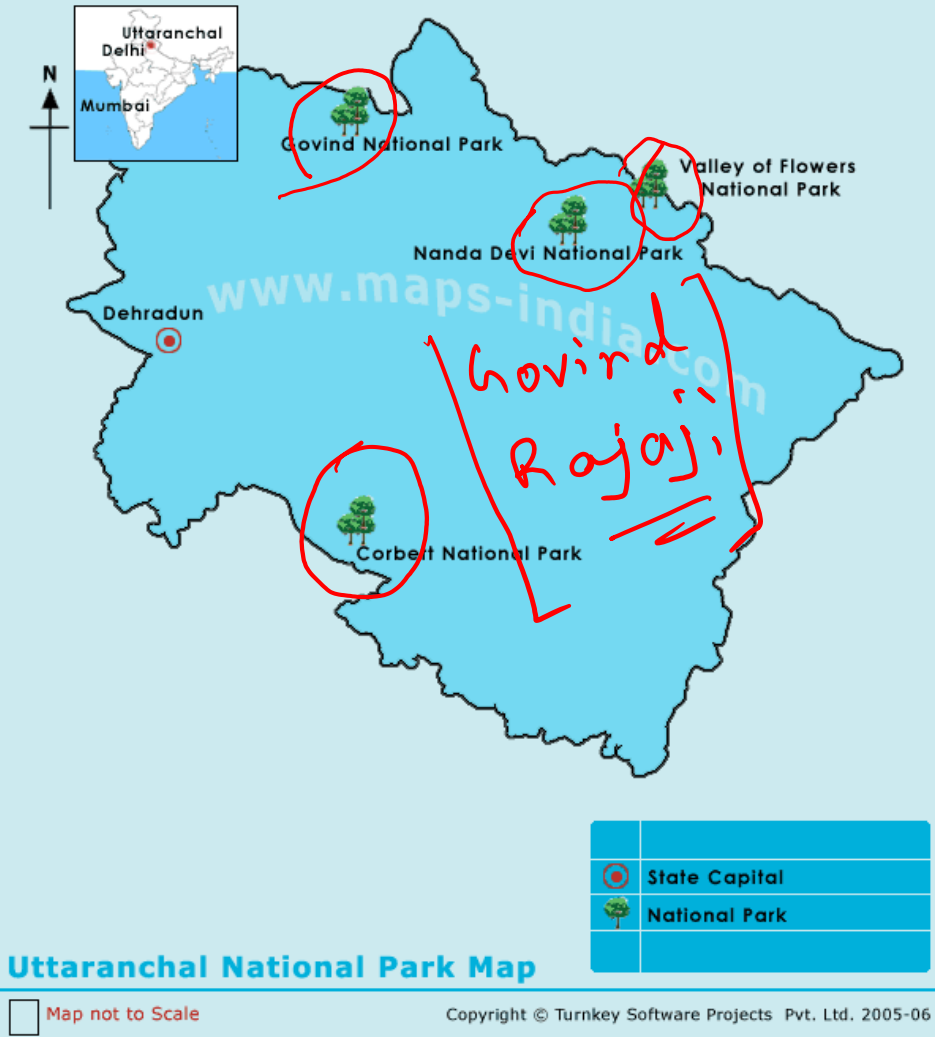 Uttaranchal
Delhi
Mumbai
N
Govind National Park
Valley of Flowers
National Park
Nanda Devi National Park
www.maps-india.com
Dehradun
Govind
Rajaji
Corbett National Park
State Capital
National Park
Uttaranchal National Park Map
Map not to Scale
Copyright © Turnkey Software Projects Pvt. Ltd. 2005-06